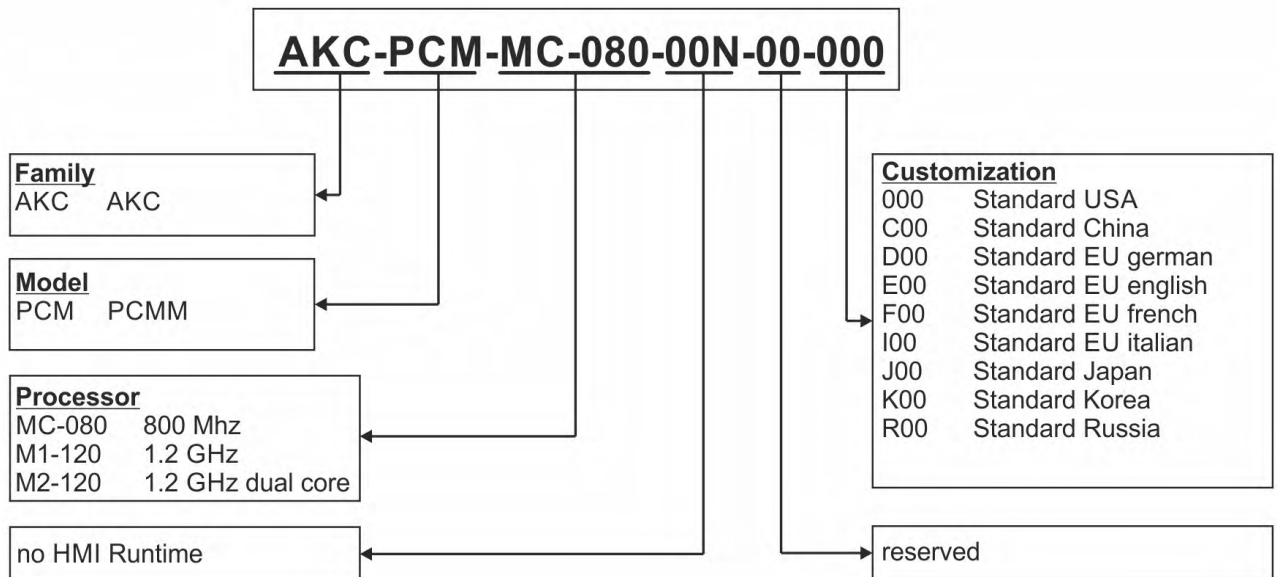 AKC-PCM-MC-080-00N-00-000
Family
AKC AKC
Model
PCM PCMM
Processor
MC-080 800 Mhz
M1-120 1.2 GHz
M2-120 1.2 GHz dual core
no HMI Runtime
Customization
000 Standard USA
C00 Standard China
D00 Standard EU german
E00 Standard EU english
F00 Standard EU french
I00 Standard EU italian
J00 Standard Japan
K00 Standard Korea
R00 Standard Russia
reserved